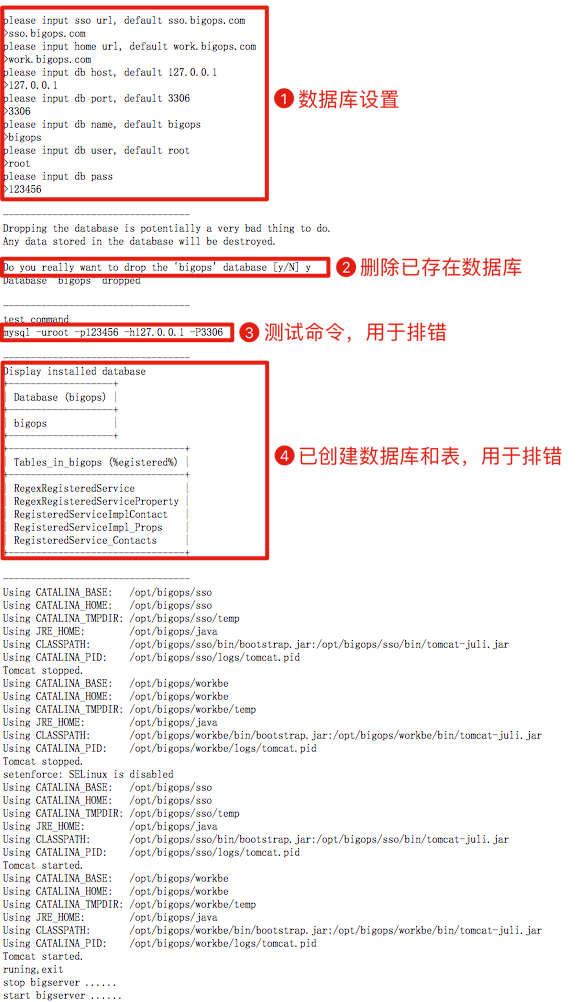 please input sso url, default sso.bigops.com
>sso.bigops.com
please input home url, default work.bigops.com
>work.bigops.com
please input db host, default 127.0.0.1
>127.0.0.1
please input db port, default 3306
>3306
please input db name, default bigops
>bigops
please input db user, default root
>root
please input db pass
>123456
1 数据库设置
----------------------------------
Dropping the database is potentially a very bad thing to do.
Any data stored in the database will be destroyed.
Do you really want to drop the 'bigops' database [y/N] y
2 删除已存在数据库
Database "bigops" dropped
----------------------------------
test command
mysql -uroot -p123456 -h127.0.0.1 -P3306
3 测试命令，用于排错
----------------------------------
Display installed database
+-------------------+
| Database (bigops) |
+-------------------+
| bigops            |
+-------------------+
+--------------------------------+
| Tables_in_bigops (%egistered%) |
+--------------------------------+
| RegexRegisteredService         |
| RegexRegisteredServiceProperty |
| RegisteredServiceImplContact   |
| RegisteredServiceImpl_Props    |
| RegisteredService_Contacts     |
+--------------------------------+
4 已创建数据库和表，用于排错
----------------------------------
Using CATALINA_BASE:   /opt/bigops/sso
Using CATALINA_HOME:   /opt/bigops/sso
Using CATALINA_TMPDIR: /opt/bigops/sso/temp
Using JRE_HOME:        /opt/bigops/java
Using CLASSPATH:       /opt/bigops/sso/bin/bootstrap.jar:/opt/bigops/sso/bin/tomcat-juli.jar
Using CATALINA_PID:    /opt/bigops/sso/logs/tomcat.pid
Tomcat stopped.
Using CATALINA_BASE:   /opt/bigops/workbe
Using CATALINA_HOME:   /opt/bigops/workbe
Using CATALINA_TMPDIR: /opt/bigops/workbe/temp
Using JRE_HOME:        /opt/bigops/java
Using CLASSPATH:       /opt/bigops/workbe/bin/bootstrap.jar:/opt/bigops/workbe/bin/tomcat-juli.jar
Using CATALINA_PID:    /opt/bigops/workbe/logs/tomcat.pid
Tomcat stopped.
setenforce: SELinux is disabled
Using CATALINA_BASE:   /opt/bigops/sso
Using CATALINA_HOME:   /opt/bigops/sso
Using CATALINA_TMPDIR: /opt/bigops/sso/temp
Using JRE_HOME:        /opt/bigops/java
Using CLASSPATH:       /opt/bigops/sso/bin/bootstrap.jar:/opt/bigops/sso/bin/tomcat-juli.jar
Using CATALINA_PID:    /opt/bigops/sso/logs/tomcat.pid
Tomcat started.
Using CATALINA_BASE:   /opt/bigops/workbe
Using CATALINA_HOME:   /opt/bigops/workbe
Using CATALINA_TMPDIR: /opt/bigops/workbe/temp
Using JRE_HOME:        /opt/bigops/java
Using CLASSPATH:       /opt/bigops/workbe/bin/bootstrap.jar:/opt/bigops/workbe/bin/tomcat-juli.jar
Using CATALINA_PID:    /opt/bigops/workbe/logs/tomcat.pid
Tomcat started.
runing,exit
stop bigserver ......
start bigserver ......